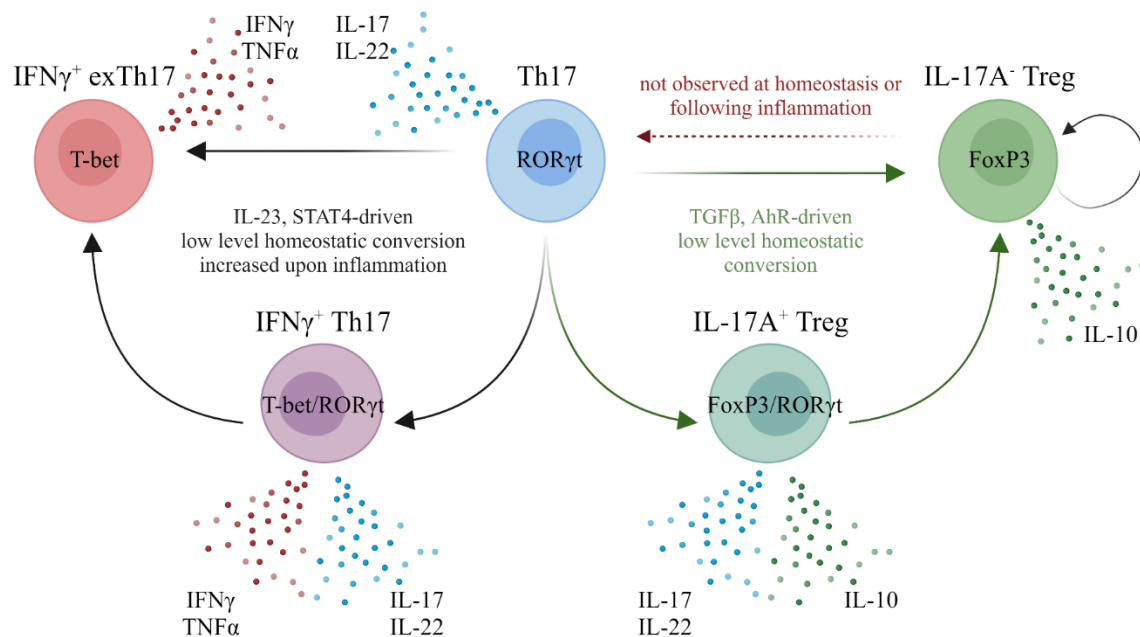 IFNγ
TNFα
IL-17
IL-22
IFNγ⁺ exTh17
Th17
not observed at homeostasis or
following inflammation
IL-17A⁻ Treg
T-bet
RORγt
FoxP3
IL-23, STAT4-driven
low level homeostatic conversion
increased upon inflammation
TGFβ, AhR-driven
low level homeostatic
conversion
IL-10
IFNγ⁺ Th17
IL-17A⁺ Treg
T-bet/RORγt
FoxP3/RORγt
IFNγ
TNFα
IL-17
IL-22
IL-17
IL-22
IL-10